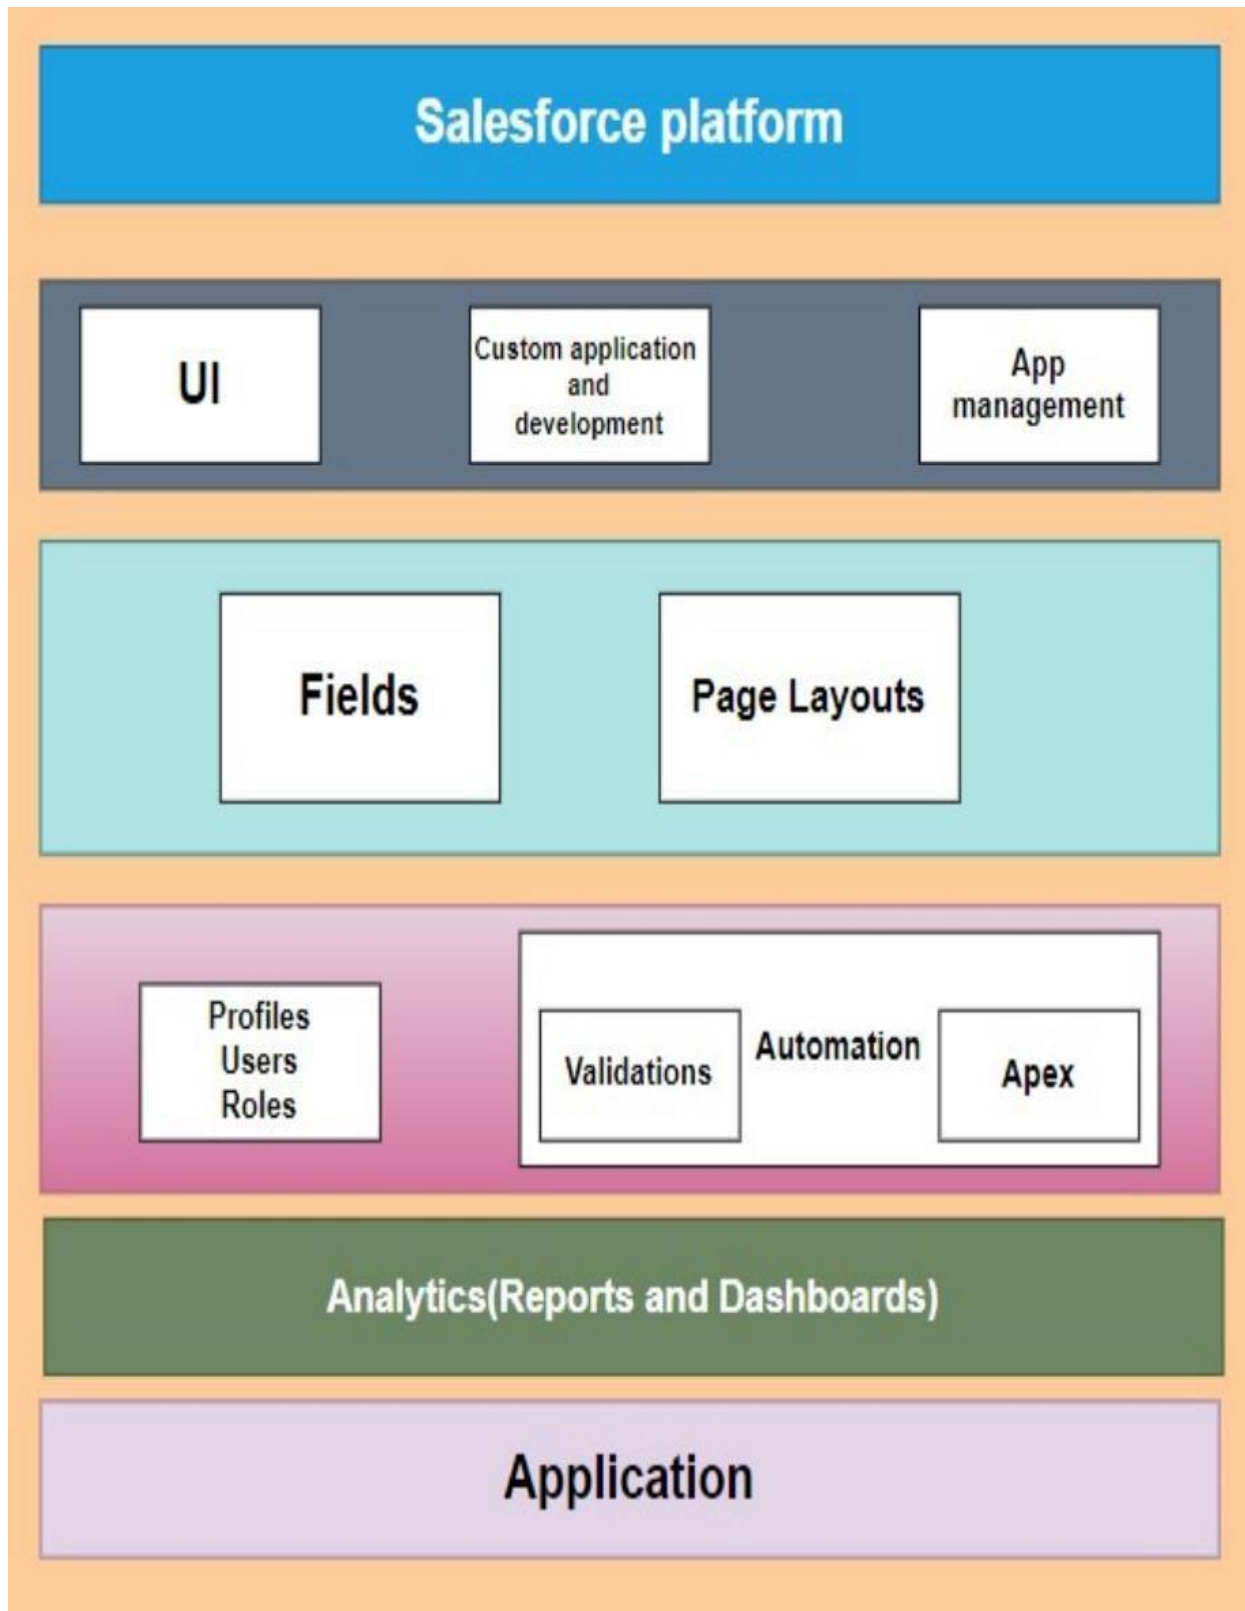 Salesforce platform
UI
Custom application
and
development
App
management
Fields
Page Layouts
Profiles
Users
Roles
Validations
Automation
Apex
Analytics(Reports and Dashboards)
Application